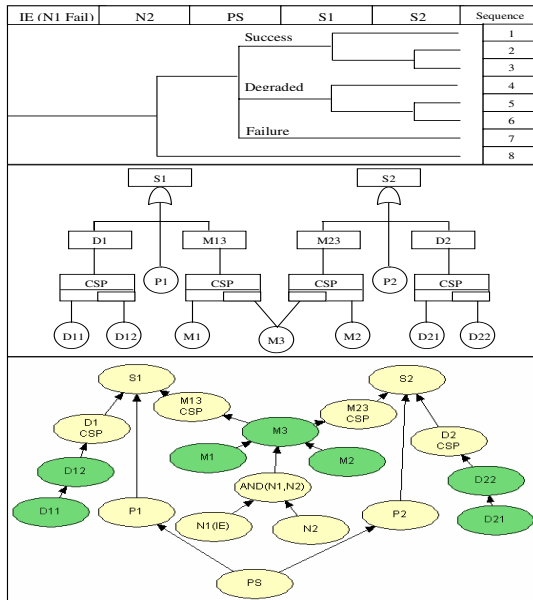 IE (N1 Fail) N2 PS S1 S2 Sequence
Success 1
2
3
Degraded 4
5
6
Failure 7
8
S1 S2
D1 M13 M23 D2
CSP P1 CSP CSP P2 CSP
D11 D12 M1 M3 M2 D21 D22
S1 S2
M13
CSP
M23
CSP
D1
CSP
M3
D2
CSP
D12 M1 M2 D22
AND(N1,N2)
D11 P1 P2 D21
N1(IE) N2
PS